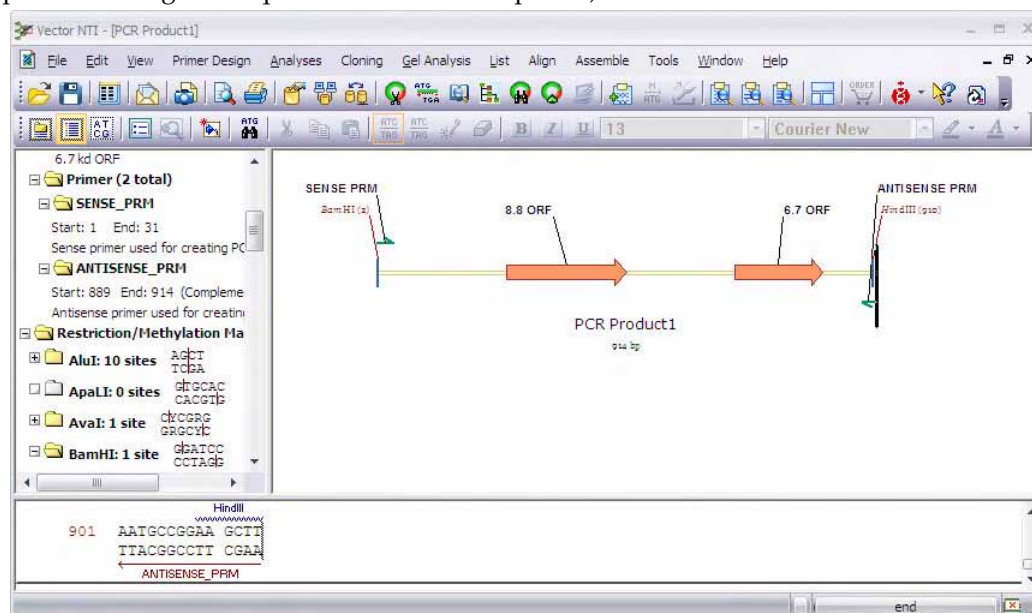 Vector NTI - [PCR Product1]
File Edit View Primer Design Analyses Cloning Gel Analysis List Align Assemble Tools Window Help
13 Courier New
6.7 kd ORF
Primer (2 total)
SENSE_PRM
Start: 1 End: 31
Sense primer used for creating PC
ANTISENSE_PRM
Start: 889 End: 914 (Compleme
Antisense primer used for creating
Restriction/Methylation Ma
AluI: 10 sites AGCT
TCGA
ApaLI: 0 sites GTGCAC
CACGTG
AvaI: 1 site CYCGRG
GRGCYC
BamHI: 1 site GGATCC
CCTAGG
SENSE PRM
BamHI (2)
8.8 ORF
6.7 ORF
ANTISENSE PRM
HindIII (910)
PCR Product1
914 bp
HindIII
901 AATGCCGGAA GCTT
TTACGGCCTT CGAA
ANTISENSE_PRM
end